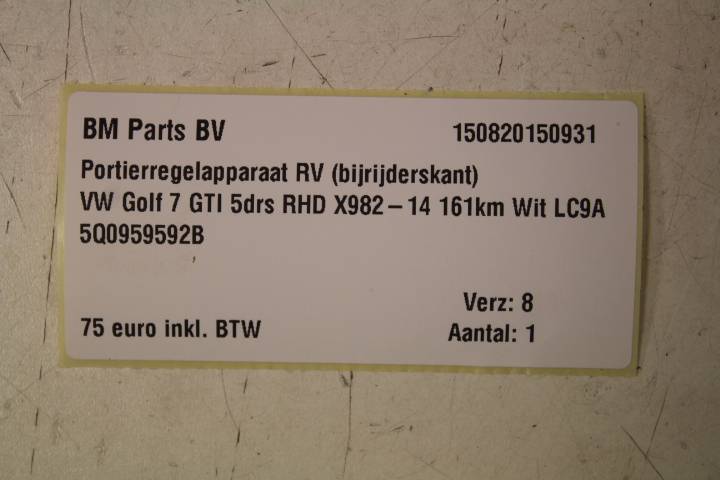 BM Parts BV 150820150931
Portierregelapparaat RV (bijrijderskant)
VW Golf 7 GTI 5drs RHD X982-14 161km Wit LC9A
5Q0959592B
Verz: 8
75 euro inkl. BTW Aantal: 1